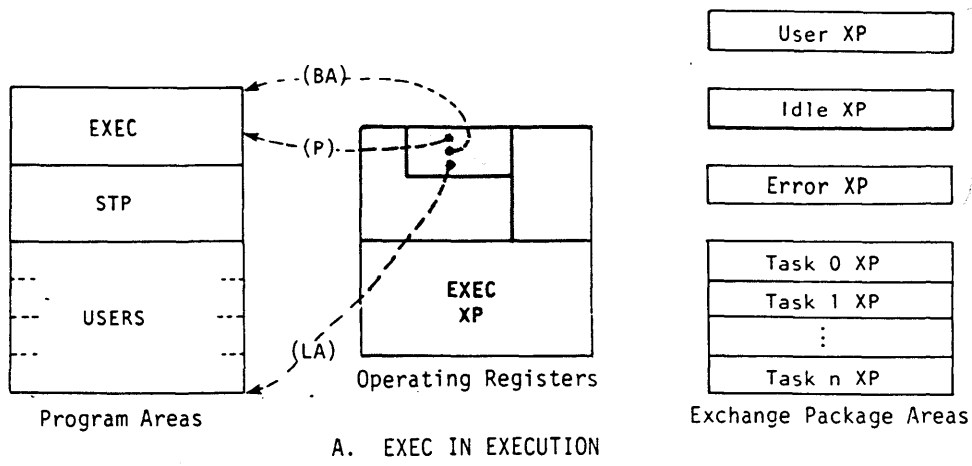 User XP
(BA)
EXEC
Idle XP
(P)
Error XP
STP
Task 0 XP
EXEC
XP
Task 1 XP
USERS
⋮
(LA)
Task n XP
Operating Registers
Program Areas
Exchange Package Areas
A. EXEC IN EXECUTION